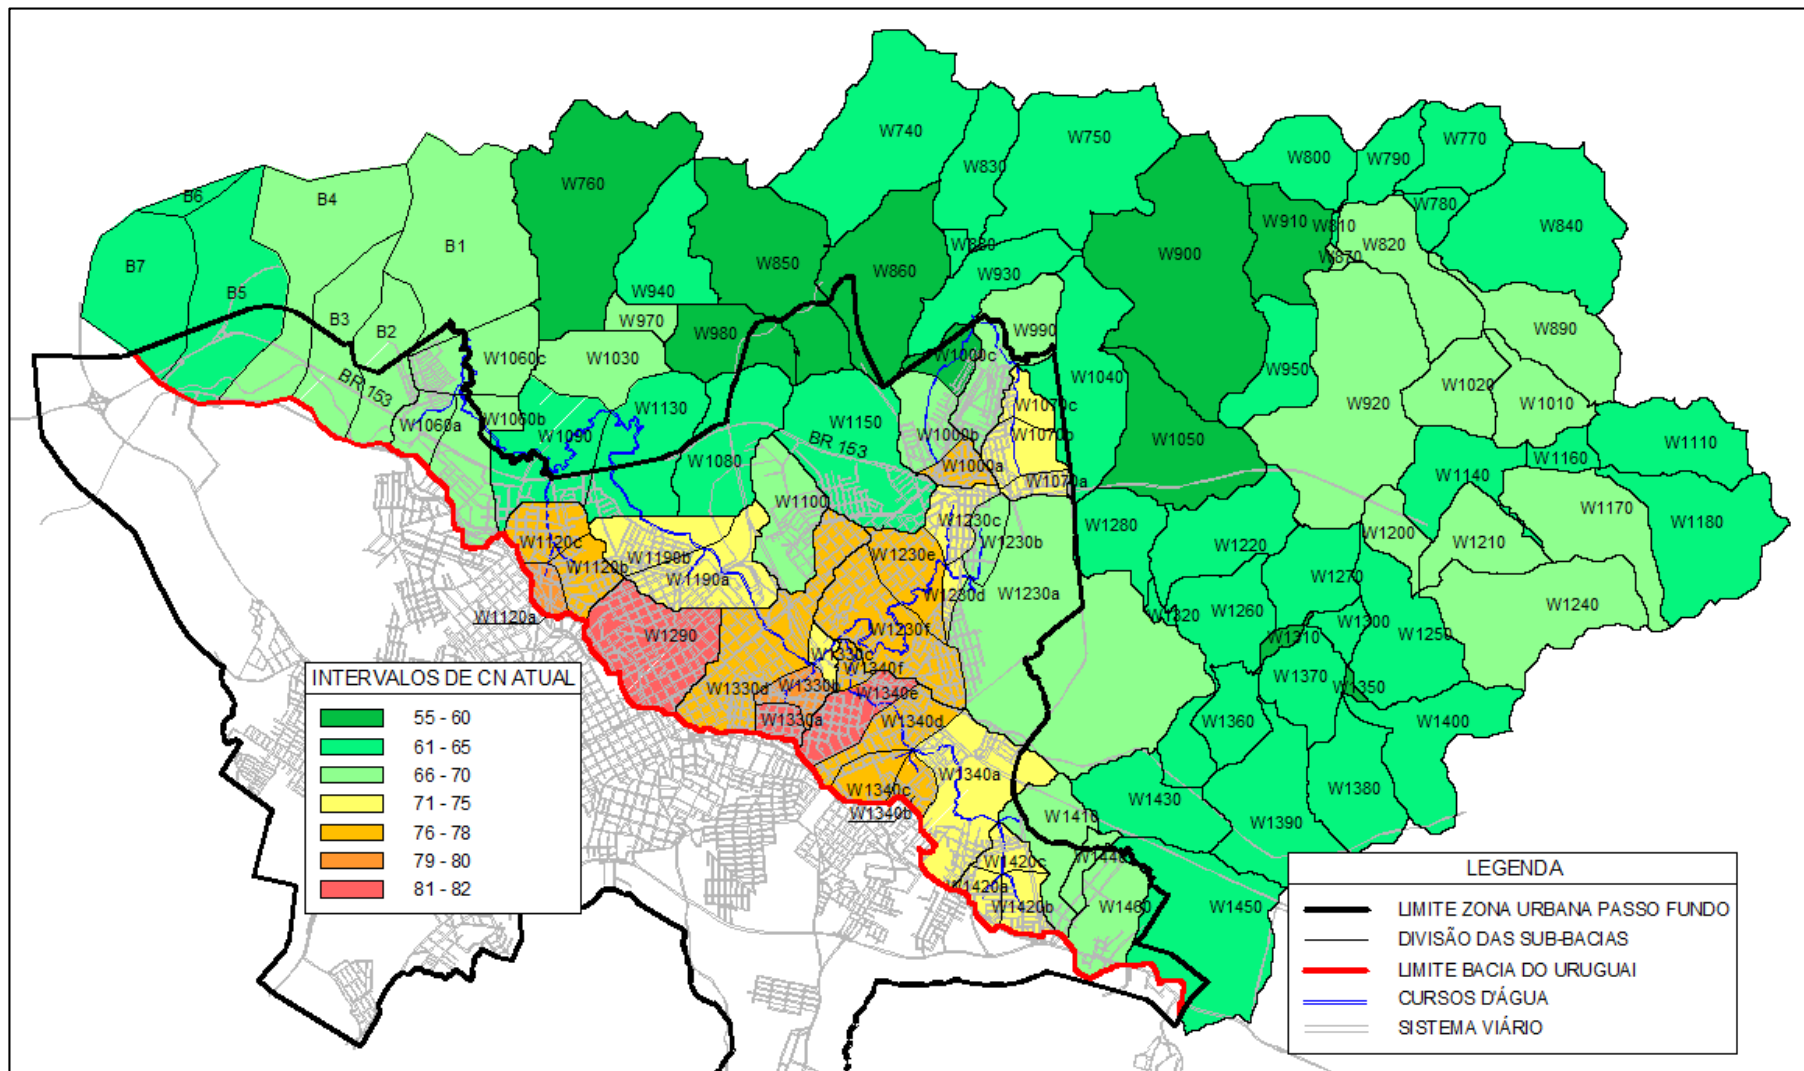 W740
W830
W750
W800
W790
W770
W760
B6
B4
B1
W910
W810
W780
W840
W820
B7
B5
W940
W850
W860
W880
W930
W900
W870
B3
B2
W970
W980
W990
W890
W1060c
W1030
W1000c
W1040
W950
W1020
BR 153
W1060a
W1060b
W1090
W1130
W1150
W1070c
W920
W1010
BR 153
W1000b
W1070b
W1050
W1110
W1080
W1000a
W1070a
W1160
W1140
W1100
W1170
W1180
W1120c
W1190b
W1230c
W1230e
W1230b
W1280
W1220
W1200
W1210
W1120b
W1190a
W1230d
W1230a
W1270
W1120a
W1290
W1230f
W1320
W1260
W1300
W1250
W1240
W1310
W1330c
W1340f
W1330d
W1330b
W1340e
W1370
W1350
W1330a
W1340d
W1360
W1400
W1340a
W1340c
W1340b
W1430
W1380
W1410
W1390
W1420c
W1420a
W1420b
W1460
W1450
INTERVALOS DE CN ATUAL
55 - 60
61 - 65
66 - 70
71 - 75
76 - 78
79 - 80
81 - 82
LEGENDA
LIMITE ZONA URBANA PASSO FUNDO
DIVISÃO DAS SUB-BACIAS
LIMITE BACIA DO URUGUAI
CURSOS D'ÁGUA
SISTEMA VIÁRIO